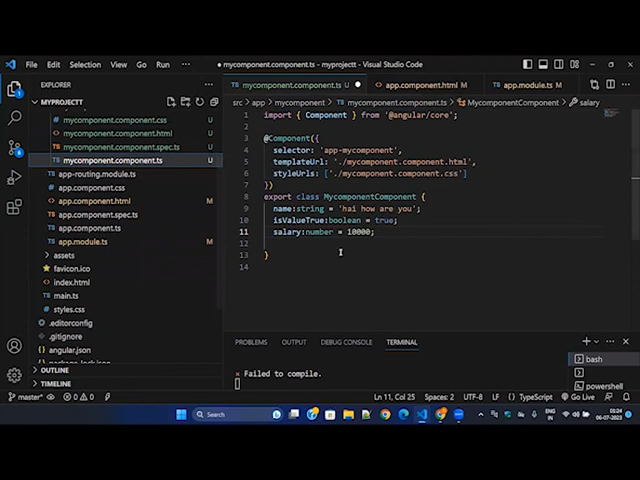 File Edit Selection View Go Run ··· ● mycomponent.component.ts - myprojectt - Visual Studio Code
EXPLORER ···
MYPROJECTT
mycomponent.component.css U
mycomponent.component.html U
mycomponent.component.spec.ts U
mycomponent.component.ts U
app-routing.module.ts
app.component.css
app.component.html M
app.component.spec.ts
app.component.ts
app.module.ts M
assets
favicon.ico
index.html
main.ts
styles.css
.editorconfig
.gitignore
angular.json
package-lock.json
OUTLINE
TIMELINE
mycomponent.component.ts U ● app.component.html M app.module.ts M
src > app > mycomponent > mycomponent.component.ts > MycomponentComponent > salary
1 import { Component } from '@angular/core';
2
3 @Component({
4 selector: 'app-mycomponent',
5 templateUrl: './mycomponent.component.html',
6 styleUrls: ['./mycomponent.component.css']
7 })
8 export class MycomponentComponent {
9 name:string = 'hai how are you';
10 isValueTrue:boolean = true;
11 salary:number = 10000;
12
13 }
14
PROBLEMS OUTPUT DEBUG CONSOLE TERMINAL
× Failed to compile.
bash
powershell
master* 0 0 Ln 11, Col 25 Spaces: 2 UTF-8 LF TypeScript Go Live
Search
ENG
IN
00:24
06-07-2023